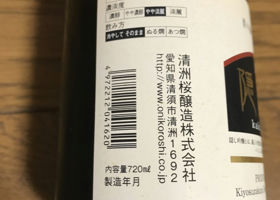 濃淡度
濃醇 やや濃醇 やや淡麗 淡麗
飲み方
冷やして そのまま ぬる燗 あつ燗
清洲桜醸造株式会社
愛知県清須市清洲1692
http://www.onikoroshi.co.jp
4972212041620
内容量720ml
製造年月